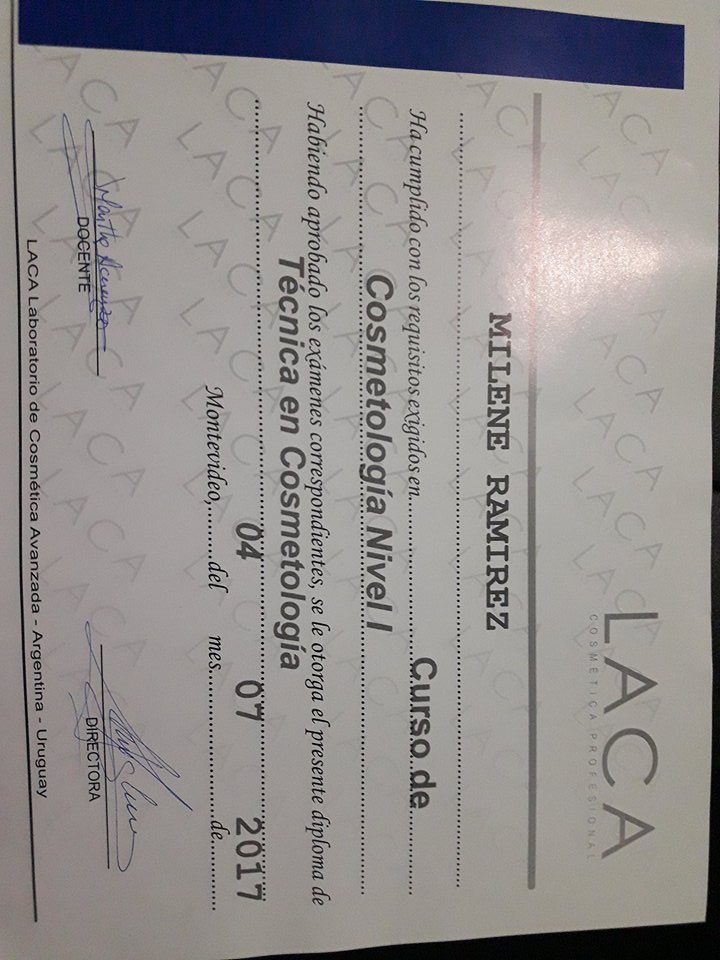 LACA
COSMÉTICA PROFESIONAL
MILENE RAMIREZ
Curso de
Ha cumplido con los requisitos exigidos en
Cosmetología Nivel I
Habiendo aprobado los exámenes correspondientes, se le otorga el presente diploma de
Técnica en Cosmetología
04 07 2017
Montevideo,........del mes..............de...........
DOCENTE
DIRECTORA
LACA Laboratorio de Cosmética Avanzada - Argentina - Uruguay